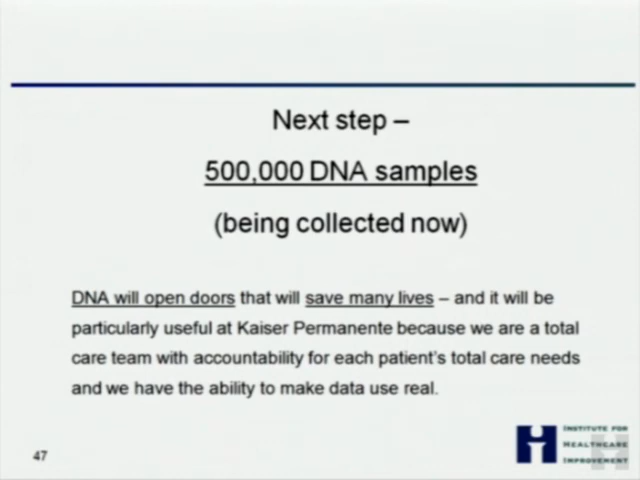 Next step –
500,000 DNA samples
(being collected now)
DNA will open doors that will save many lives – and it will be
particularly useful at Kaiser Permanente because we are a total
care team with accountability for each patient's total care needs
and we have the ability to make data use real.
47
INSTITUTE FOR
HEALTHCARE
IMPROVEMENT